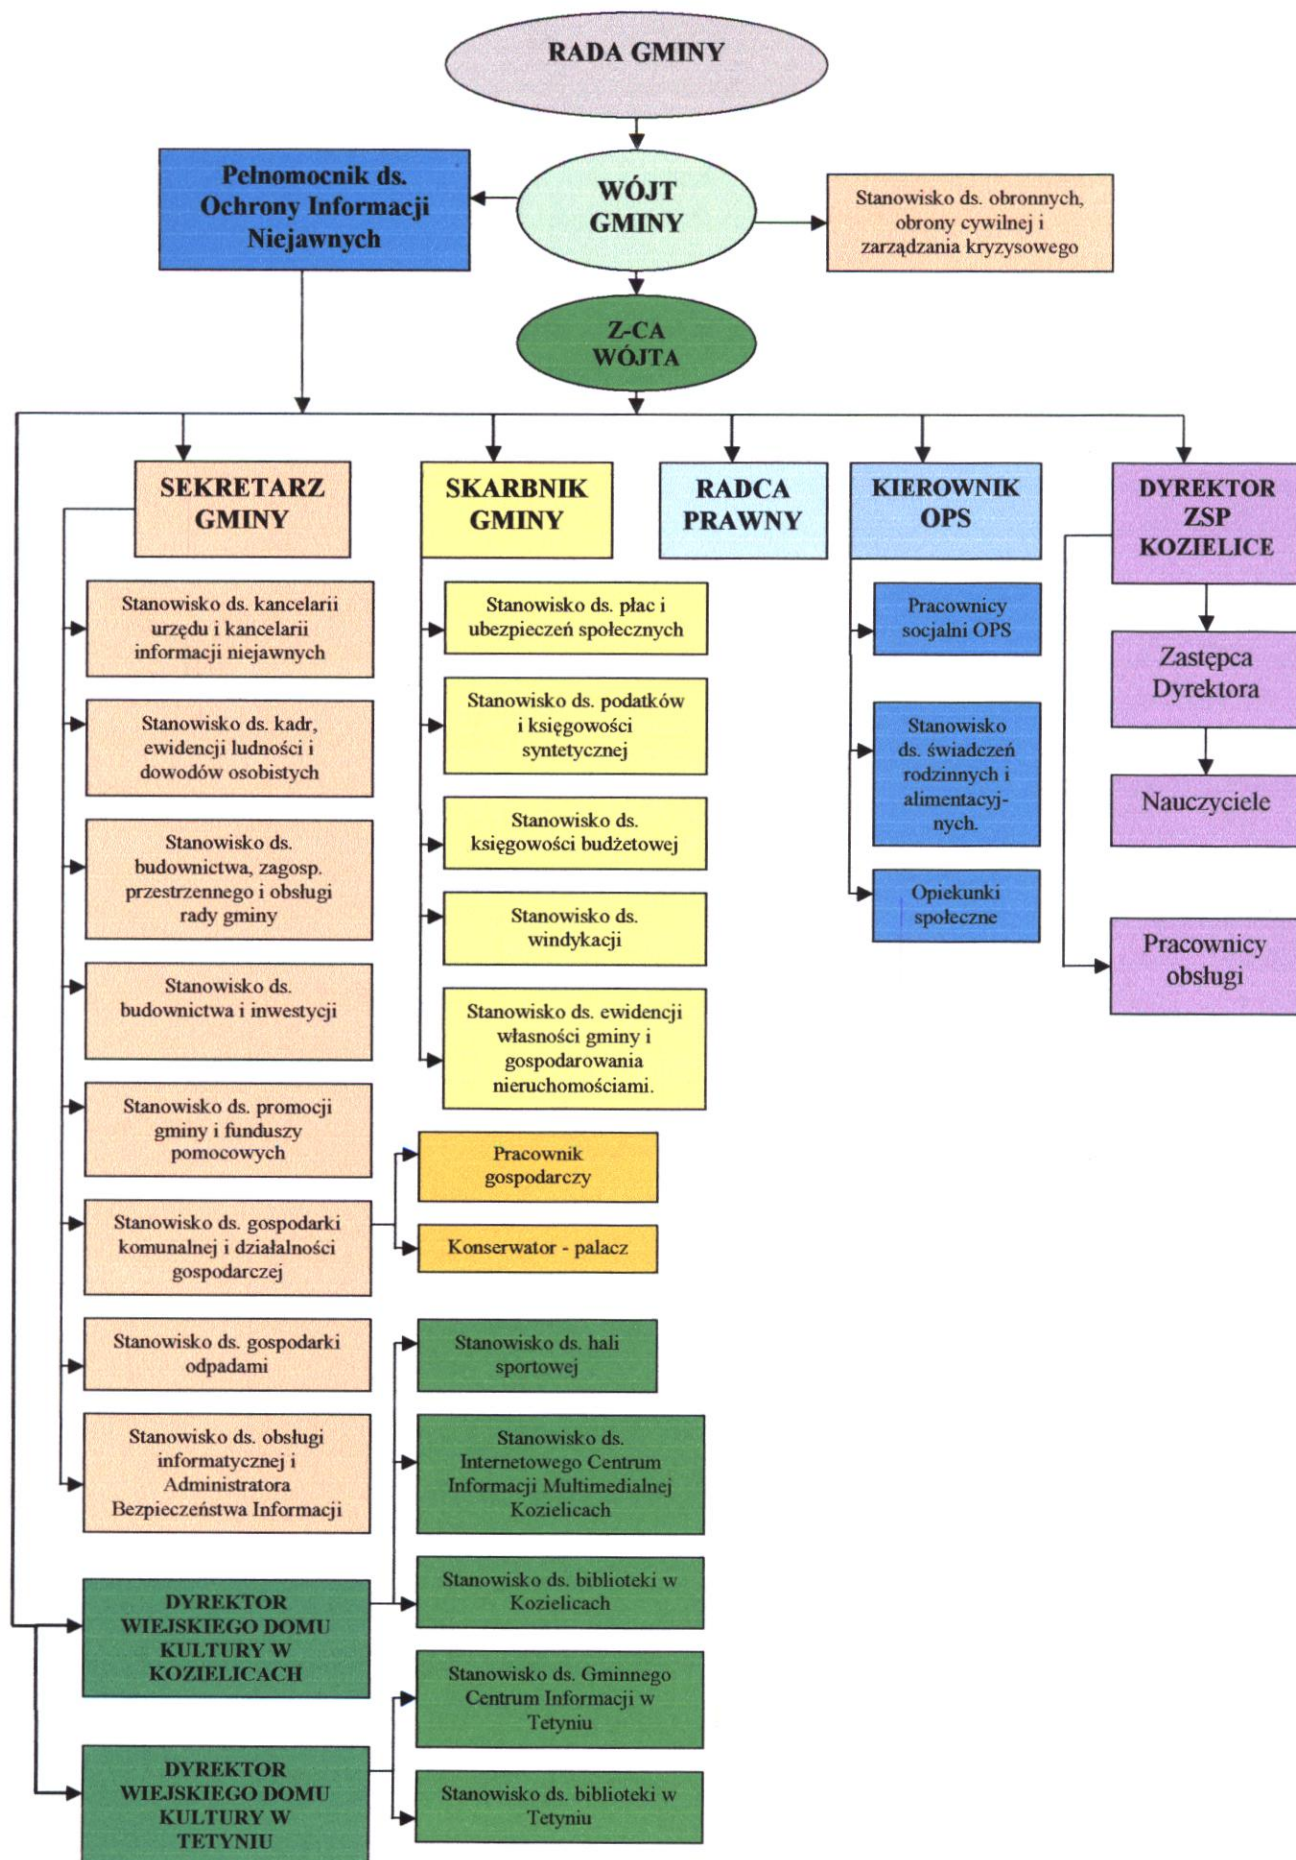 RADA GMINY
Pełnomocnik ds.
Ochrony Informacji
Niejawnych
WÓJT
GMINY
Stanowisko ds. obronnych,
obrony cywilnej i
zarządzania kryzysowego
Z-CA
WÓJTA
SEKRETARZ
GMINY
SKARBNIK
GMINY
RADCA
PRAWNY
KIEROWNIK
OPS
DYREKTOR
ZSP
KOZIELICE
Stanowisko ds. kancelarii
urzędu i kancelarii
informacji niejawnych
Stanowisko ds. kadr,
ewidencji ludności i
dowodów osobistych
Stanowisko ds.
budownictwa, zagosp.
przestrzennego i obsługi
rady gminy
Stanowisko ds.
budownictwa i inwestycji
Stanowisko ds. promocji
gminy i funduszy
pomocowych
Stanowisko ds. gospodarki
komunalnej i działalności
gospodarczej
Stanowisko ds. gospodarki
odpadami
Stanowisko ds. obsługi
informatycznej i
Administratora
Bezpieczeństwa Informacji
Stanowisko ds. płac i
ubezpieczeń społecznych
Stanowisko ds. podatków
i księgowości
syntetycznej
Stanowisko ds.
księgowości budżetowej
Stanowisko ds.
windykacji
Stanowisko ds. ewidencji
własności gminy i
gospodarowania
nieruchomościami.
Pracownik
gospodarczy
Konserwator - palacz
Pracownicy
socjalni OPS
Stanowisko
ds. świadczeń
rodzinnych i
alimentacyj-
nych.
Opiekunki
społeczne
Zastępca
Dyrektora
Nauczyciele
Pracownicy
obsługi
DYREKTOR
WIEJSKIEGO DOMU
KULTURY W
KOZIELICACH
Stanowisko ds. hali
sportowej
Stanowisko ds.
Internetowego Centrum
Informacji Multimedialnej
Kozielicach
Stanowisko ds. biblioteki w
Kozielicach
DYREKTOR
WIEJSKIEGO DOMU
KULTURY W
TETYNIU
Stanowisko ds. Gminnego
Centrum Informacji w
Tetyniu
Stanowisko ds. biblioteki w
Tetyniu